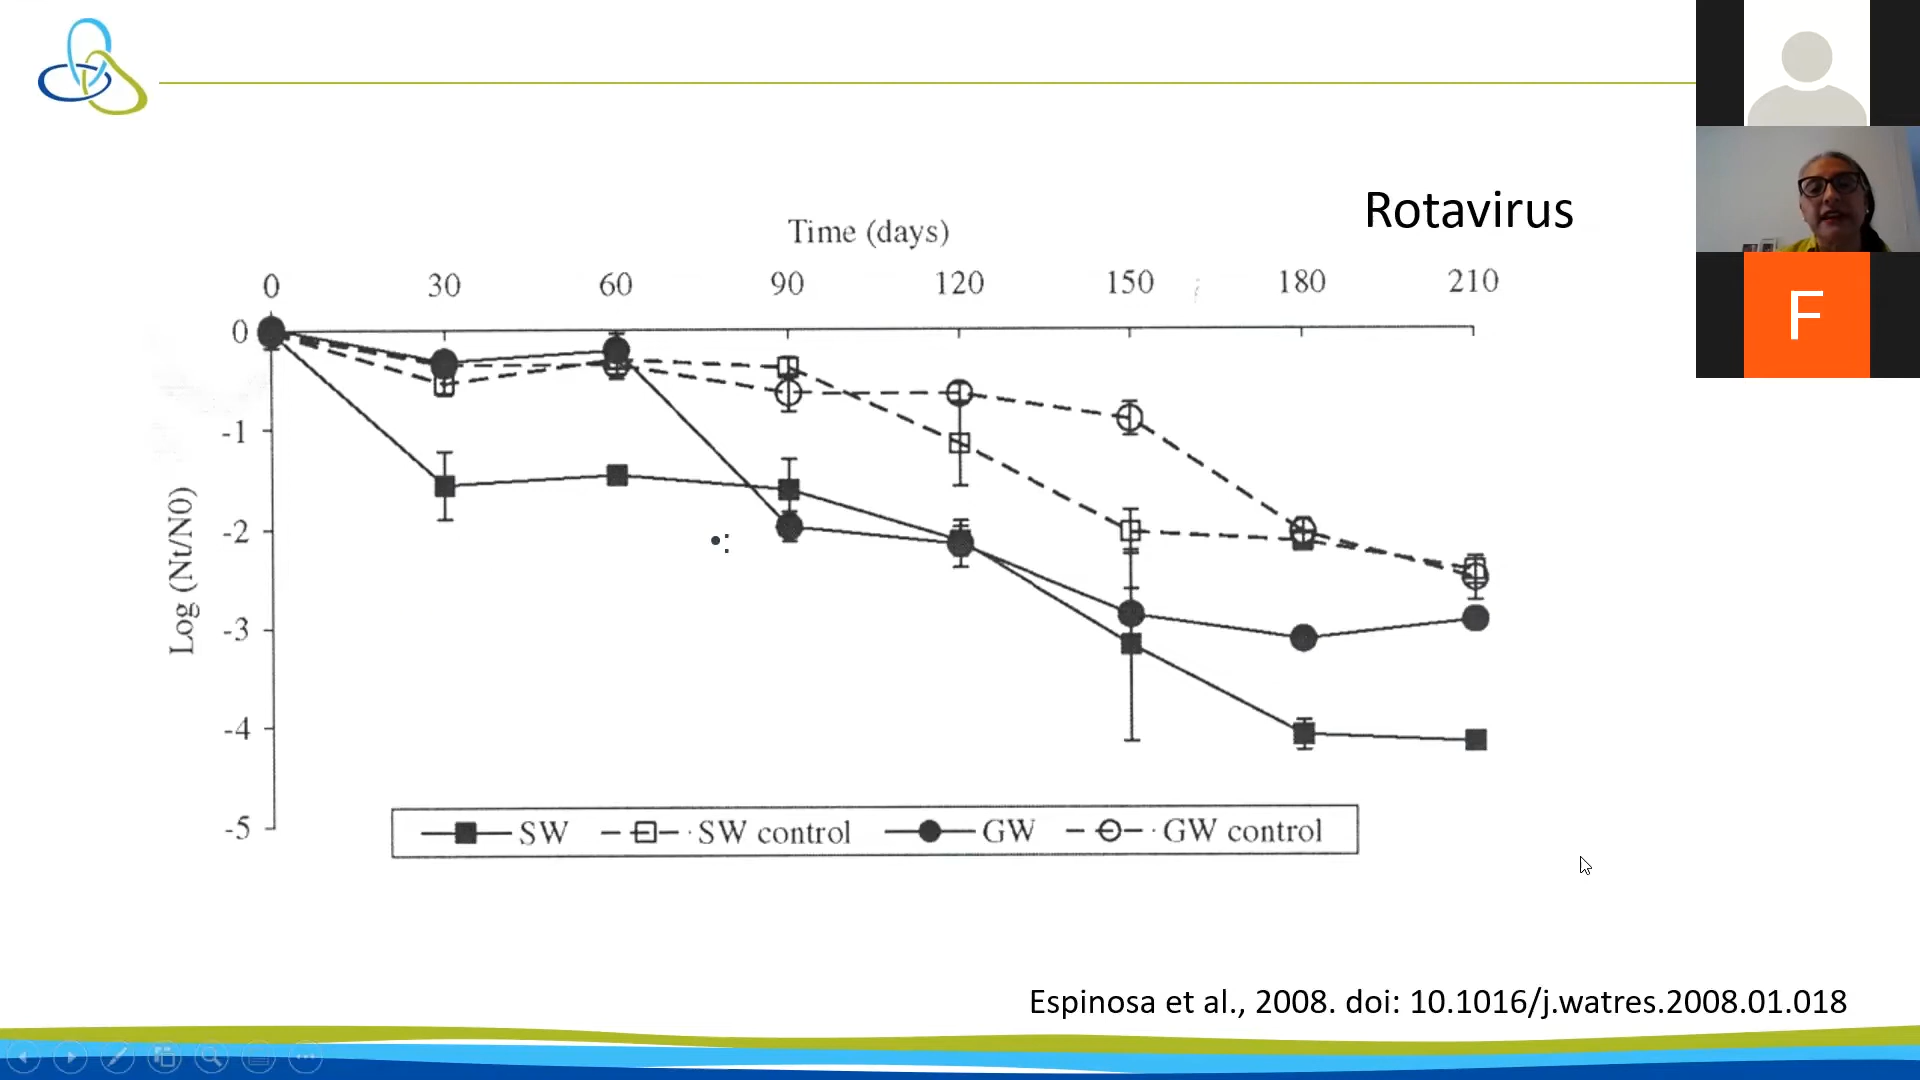 Rotavirus
Time (days)
0 30 60 90 120 150 180 210
0
-1
-2
-3
-4
-5
Log (Nt/N0)
SW SW control GW GW control
Espinosa et al., 2008. doi: 10.1016/j.watres.2008.01.018
F